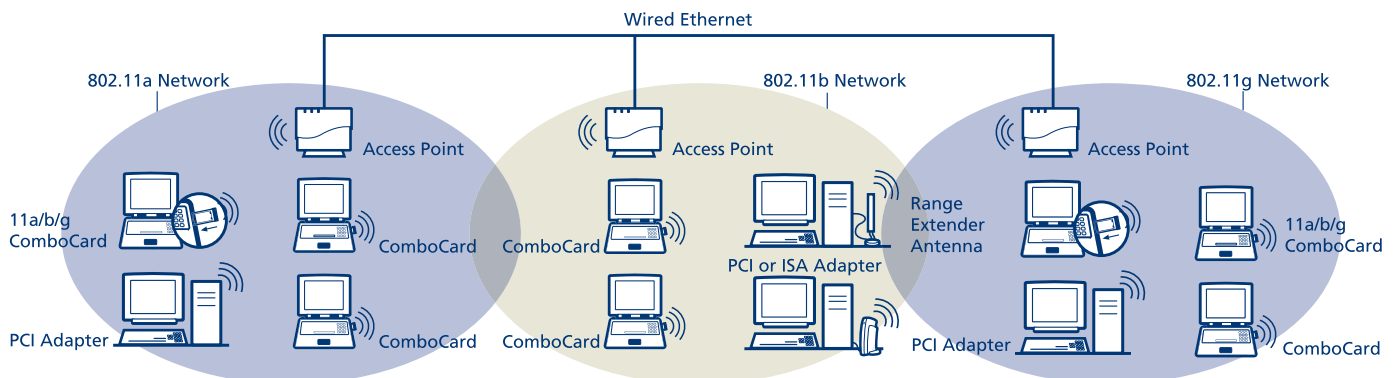 Wired Ethernet
802.11a Network
802.11b Network
802.11g Network
Access Point
Access Point
Access Point
11a/b/g
ComboCard
ComboCard
ComboCard
Range
Extender
Antenna
11a/b/g
ComboCard
PCI or ISA Adapter
PCI Adapter
ComboCard
ComboCard
PCI Adapter
ComboCard